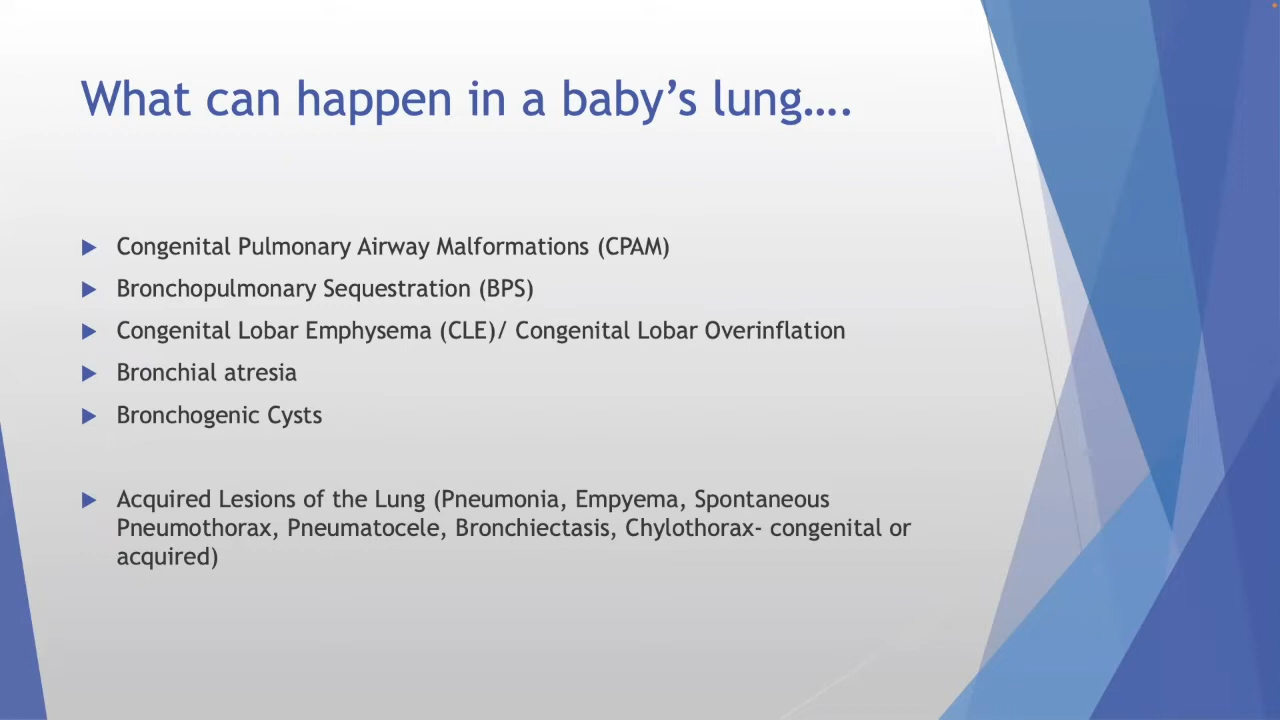 What can happen in a baby’s lung….
Congenital Pulmonary Airway Malformations (CPAM)
Bronchopulmonary Sequestration (BPS)
Congenital Lobar Emphysema (CLE)/ Congenital Lobar Overinflation
Bronchial atresia
Bronchogenic Cysts
Acquired Lesions of the Lung (Pneumonia, Empyema, Spontaneous
Pneumothorax, Pneumatocele, Bronchiectasis, Chylothorax- congenital or
acquired)